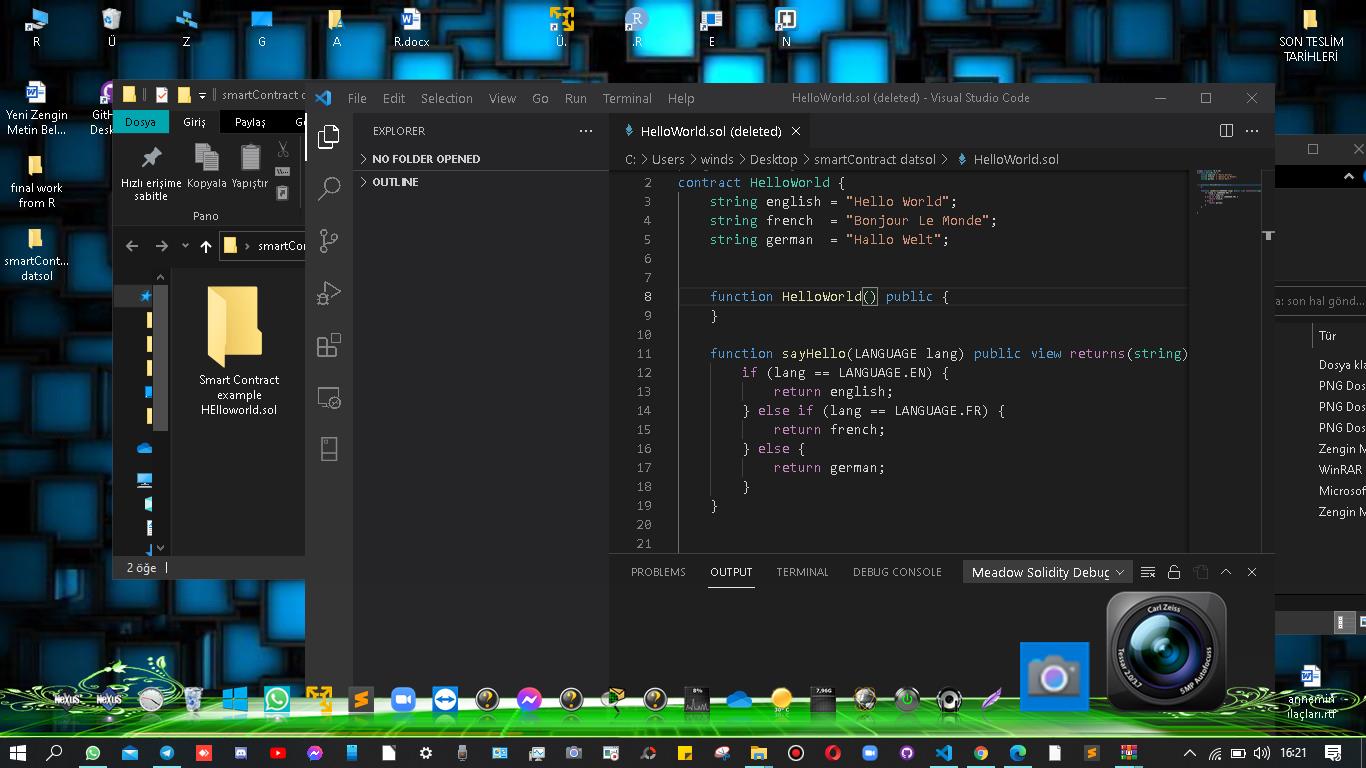 R
Ü
Z
G
A
R.docx
Ü.
.R
E
N
SON TESLİM
TARİHLERİ
Yeni Zengin
Metin Bel...
GitH
Desk
final work
from R
smartCont...
datsol
smartContract d
Dosya
Giriş
Paylaş
Hızlı erişime
sabitle
Kopyala
Yapıştır
Pano
smartCor
Smart Contract
example
HElloworld.sol
2 öğe
File Edit Selection View Go Run Terminal Help
HelloWorld.sol (deleted) - Visual Studio Code
EXPLORER
NO FOLDER OPENED
OUTLINE
HelloWorld.sol (deleted)
C: > Users > winds > Desktop > smartContract datsol > HelloWorld.sol
2 contract HelloWorld {
3 string english = "Hello World";
4 string french = "Bonjour Le Monde";
5 string german = "Hallo Welt";
6
7
8 function HelloWorld() public {
9 }
10
11 function sayHello(LANGUAGE lang) public view returns(string)
12 if (lang == LANGUAGE.EN) {
13 return english;
14 } else if (lang == LANGUAGE.FR) {
15 return french;
16 } else {
17 return german;
18 }
19 }
20
21
PROBLEMS OUTPUT TERMINAL DEBUG CONSOLE
Meadow Solidity Debug
a: son hal gönd...
Tür
Dosya kla
PNG Dos
PNG Dos
PNG Dos
Zengin M
WinRAR
Microsof
Zengin M
Carl Zeiss
Tessar 2.0/2.7
5MP Autofocuss
annemin
ilaçları.rtf
NeXuS
NeXuS
8%
30°C
7,96G
16:21